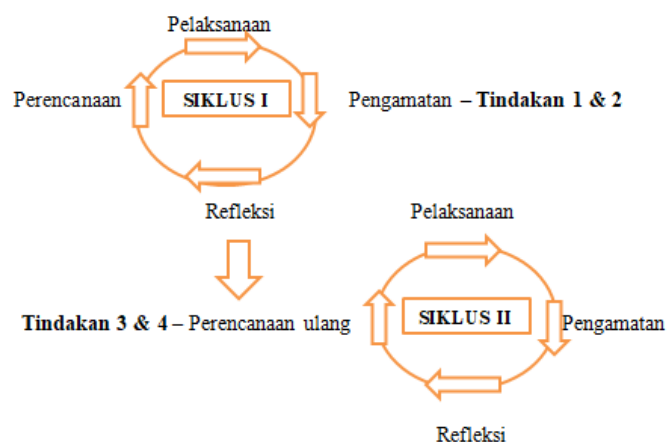 Pelaksanaan
Perencanaan
SIKLUS I
Pengamatan – Tindakan 1 & 2
Refleksi
Pelaksanaan
Tindakan 3 & 4 – Perencanaan ulang
SIKLUS II
Pengamatan
Refleksi